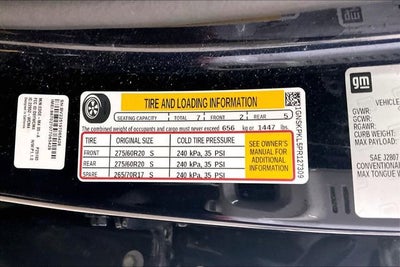 TIRE AND LOADING INFORMATION
SEATING CAPACITY TOTAL 7 FRONT 2 REAR 5
The combined weight of occupants and cargo must never exceed 656 kg or 1447 lbs.
TIRE ORIGINAL SIZE COLD TIRE PRESSURE
FRONT 275/60R20 S 240 kPa, 35 PSI
REAR 275/60R20 S 240 kPa, 35 PSI
SPARE 265/70R17 S 240 kPa, 35 PSI
SEE OWNER'S
MANUAL FOR
ADDITIONAL
INFORMATION
gm
VEHICLE
GVWR:
GCWR:
RGAWR:
CURB
MAX PAYLOAD:
SAE J2807
CONVENTIONAL
MAX TONGUE